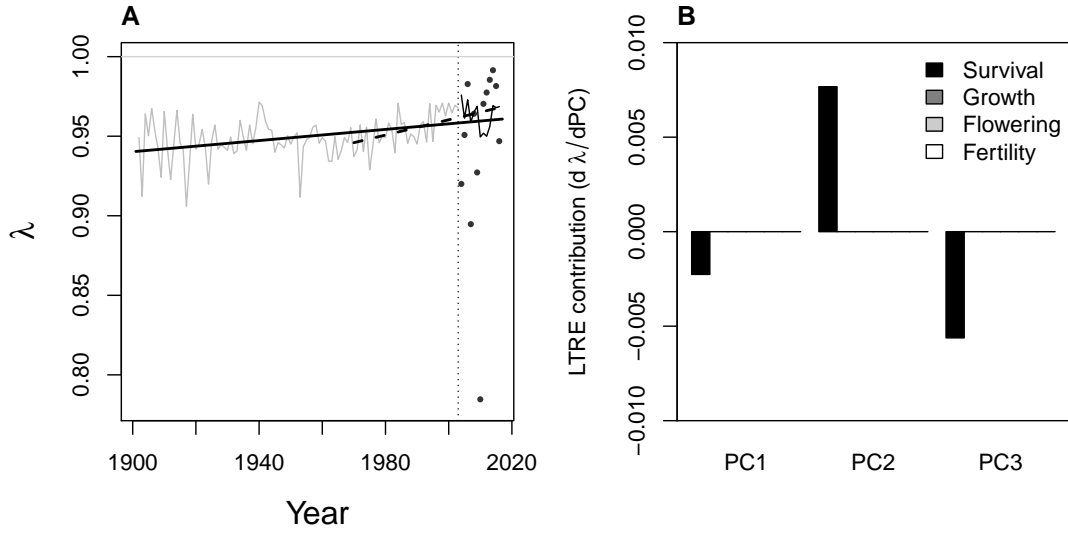 A
λ
1.00
0.95
0.90
0.85
0.80
1900
1940
1980
2020
Year
B
LTRE contribution (d λ/dPC)
0.010
0.005
0.000
−0.005
−0.010
Survival
Growth
Flowering
Fertility
PC1
PC2
PC3